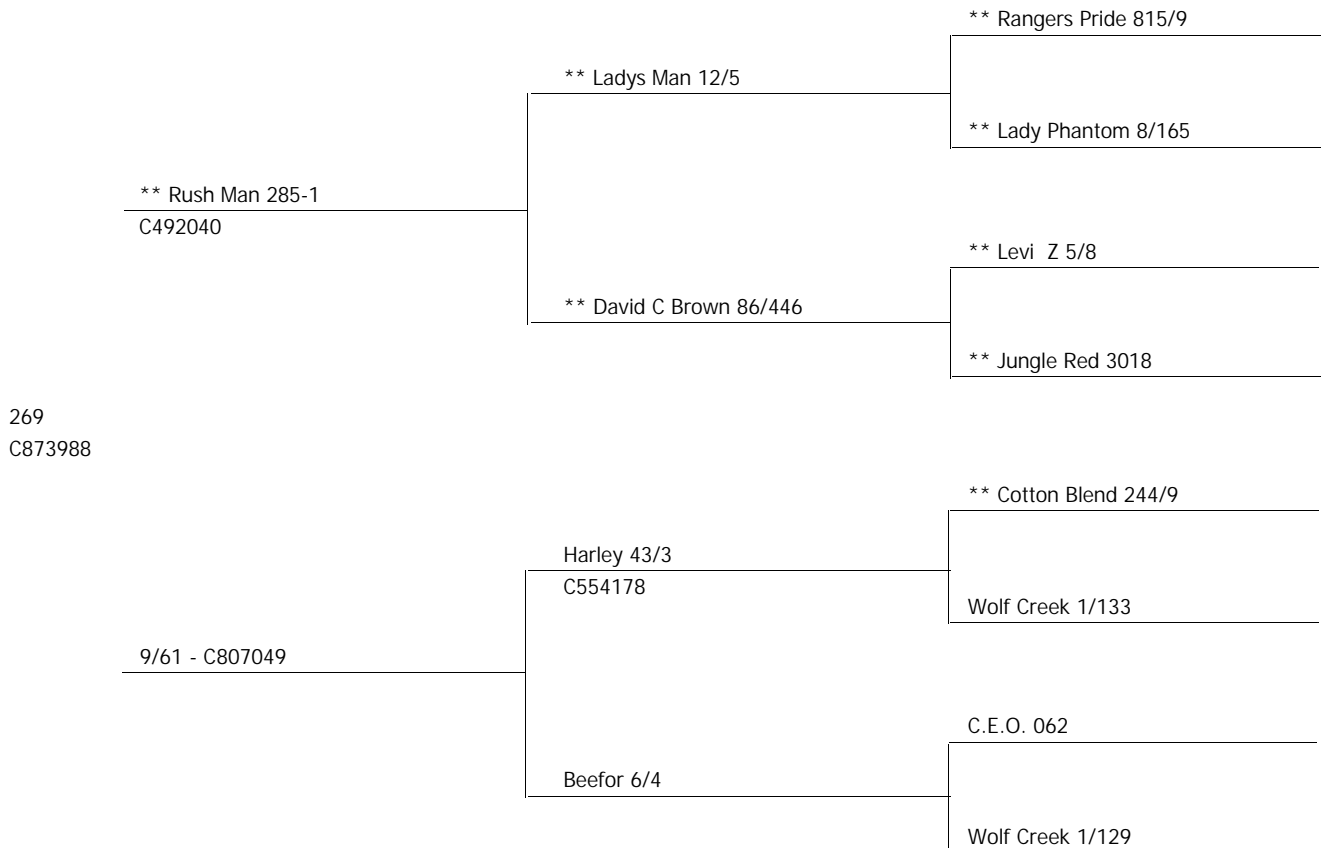 ** Rangers Pride 815/9
** Ladys Man 12/5
** Lady Phantom 8/165
** Rush Man 285-1
C492040
** Levi  Z 5/8
** David C Brown 86/446
** Jungle Red 3018
269
C873988
** Cotton Blend 244/9
Harley 43/3
C554178
Wolf Creek 1/133
9/61 - C807049
C.E.O. 062
Beefor 6/4
Wolf Creek 1/129